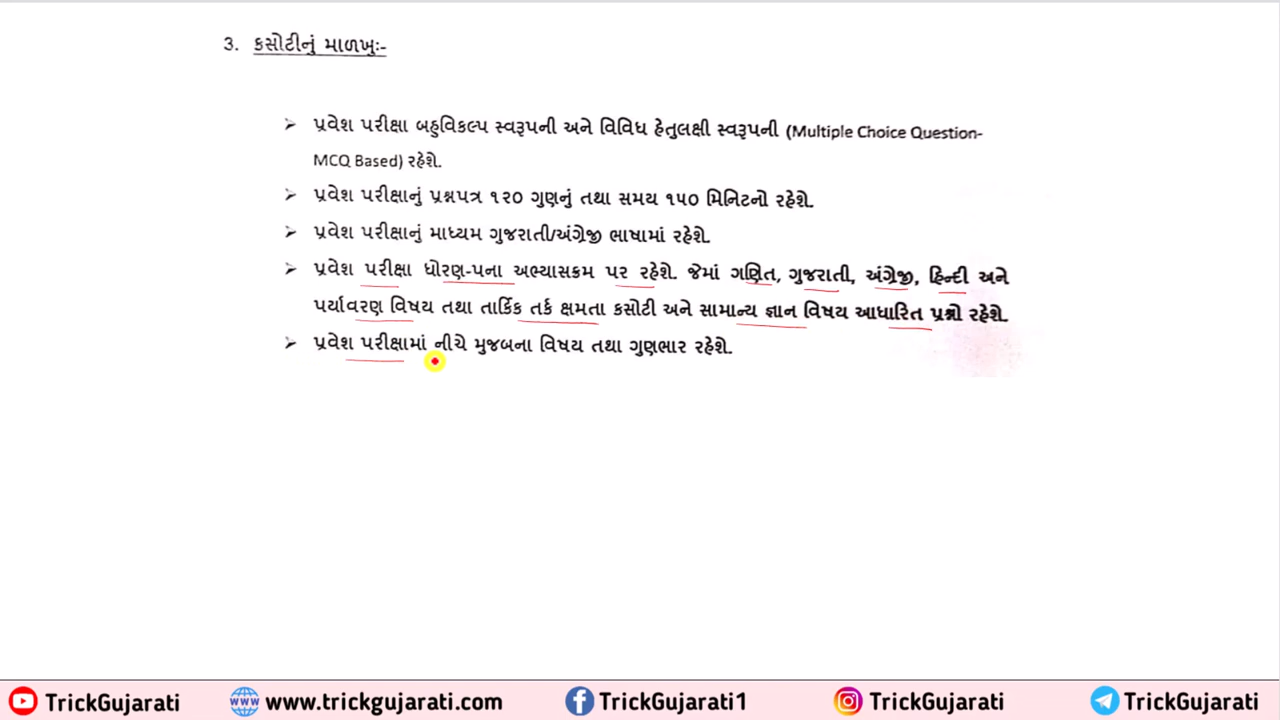 3. કસોટીનું માળખુઃ-
➢ પ્રવેશ પરીક્ષા બહુવિકલ્પ સ્વરૂપની અને વિવિધ હેતુલક્ષી સ્વરૂપની (Multiple Choice Question-
MCQ Based) રહેશે.
➢ પ્રવેશ પરીક્ષાનું પ્રશ્નપત્ર ૧૨૦ ગુણનું તથા સમય ૧૫૦ મિનિટનો રહેશે.
➢ પ્રવેશ પરીક્ષાનું માધ્યમ ગુજરાતી/અંગ્રેજી ભાષામાં રહેશે.
➢ પ્રવેશ પરીક્ષા ધોરણ-૫ના અભ્યાસક્રમ પર રહેશે. જેમાં ગણિત, ગુજરાતી, અંગ્રેજી, હિન્દી અને
પર્યાવરણ વિષય તથા તાર્કિક તર્ક ક્ષમતા કસોટી અને સામાન્ય જ્ઞાન વિષય આધારિત પ્રશ્નો રહેશે.
➢ પ્રવેશ પરીક્ષામાં નીચે મુજબના વિષય તથા ગુણભાર રહેશે.
TrickGujarati www.trickgujarati.com TrickGujarati1 TrickGujarati TrickGujarati